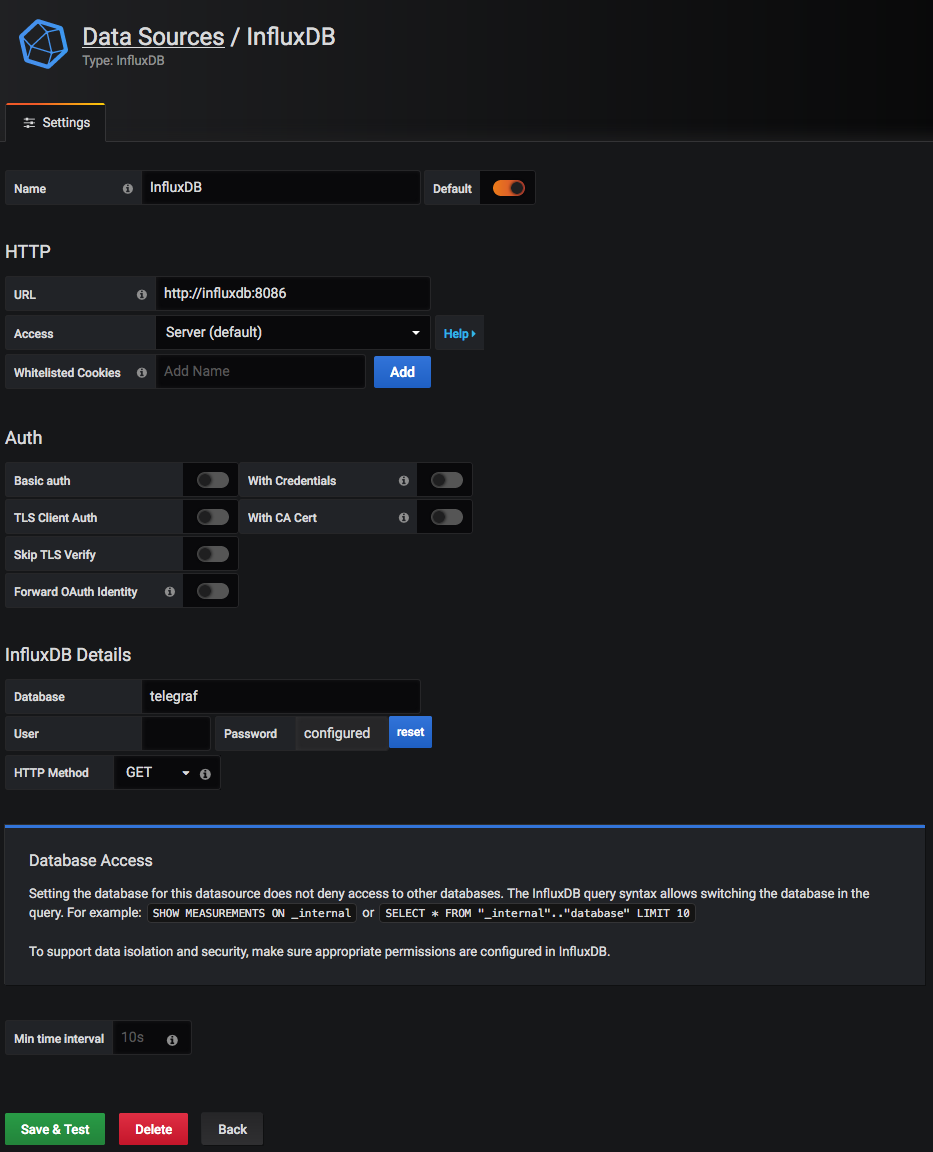 Data Sources / InfluxDB
Type: InfluxDB
Settings
Name InfluxDB Default
HTTP
URL http://influxdb:8086
Access Server (default) Help
Whitelisted Cookies Add Name Add
Auth
Basic auth With Credentials
TLS Client Auth With CA Cert
Skip TLS Verify
Forward OAuth Identity
InfluxDB Details
Database telegraf
User Password configured reset
HTTP Method GET
Database Access
Setting the database for this datasource does not deny access to other databases. The InfluxDB query syntax allows switching the database in the
query. For example: SHOW MEASUREMENTS ON _internal or SELECT * FROM "_internal".."database" LIMIT 10
To support data isolation and security, make sure appropriate permissions are configured in InfluxDB.
Min time interval 10s
Save & Test Delete Back